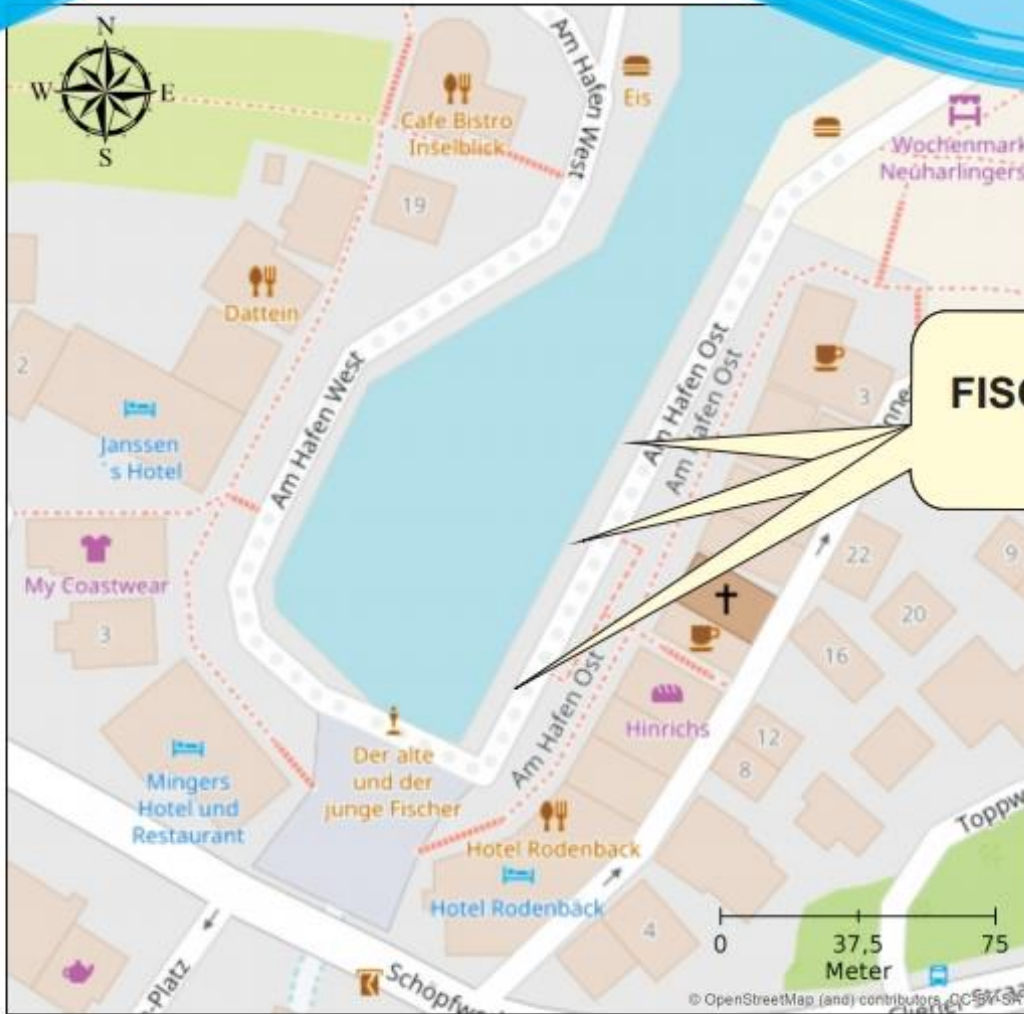 N
W E
S
Am Hafen West
Eis
Cafe Bistro
Inselblick
19
Wochenmark
Neuharlingers
Dattein
2
Janssen
´s Hotel
Am Hafen West
Am Hafen Ost
Am Hafen Ost
3
FISC
My Coastwear
3
22
9
20
16
Am Hafen Ost
Hinrichs
12
8
Der alte
und der
junge Fischer
Mingers
Hotel und
Restaurant
Hotel Rodenback
Hotel Rodenbäck
4
Toppw
0 37,5 75
Meter
-Platz
Schopfw
© OpenStreetMap (and) contributors, CC-BY-SA